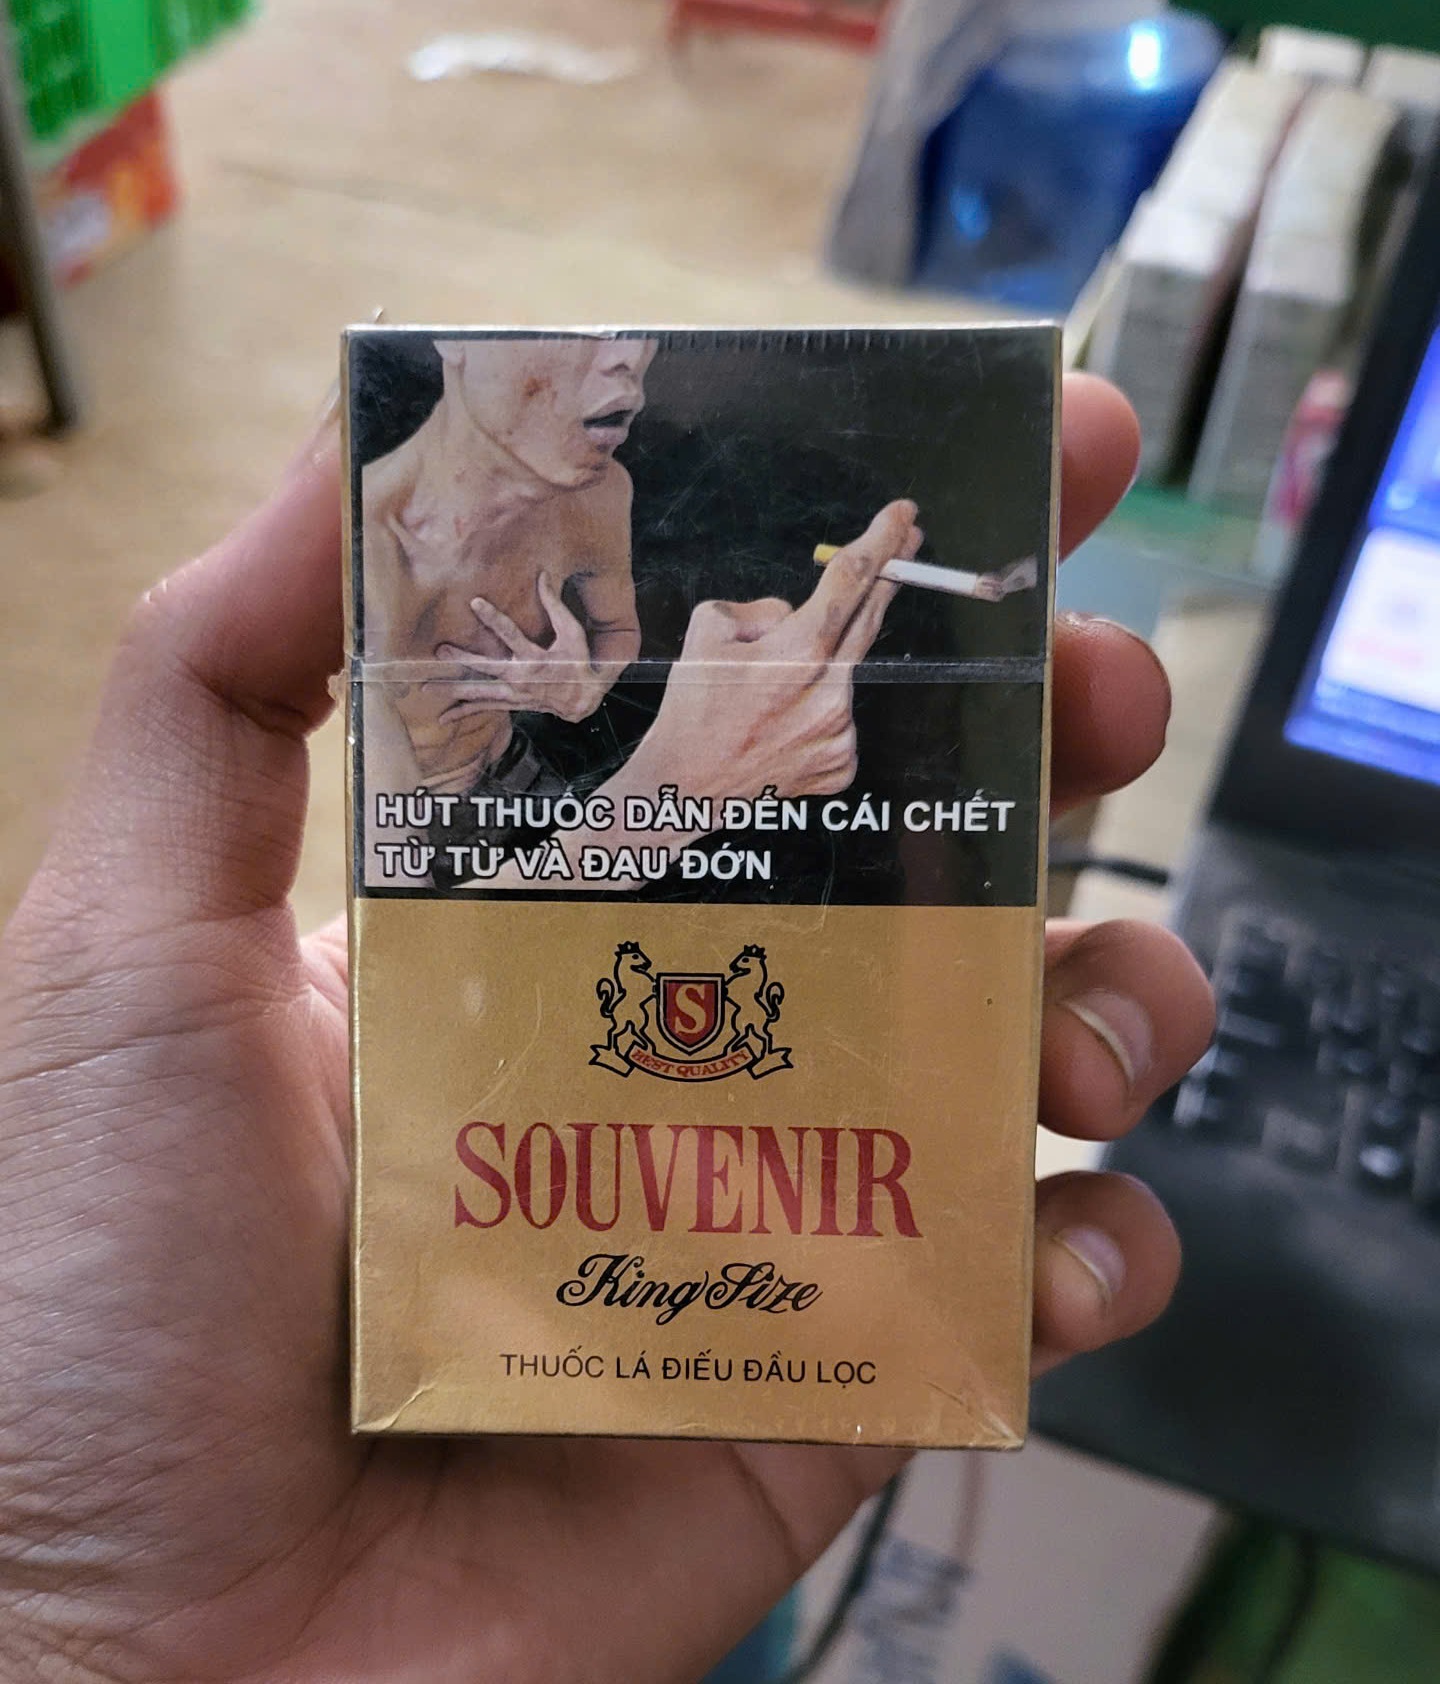 HÚT THUỐC DẪN ĐẾN CÁI CHẾT
TỪ TỪ VÀ ĐAU ĐỚN
S
BEST QUALITY
SOUVENIR
King Size
THUỐC LÁ ĐIẾU ĐẦU LỌC